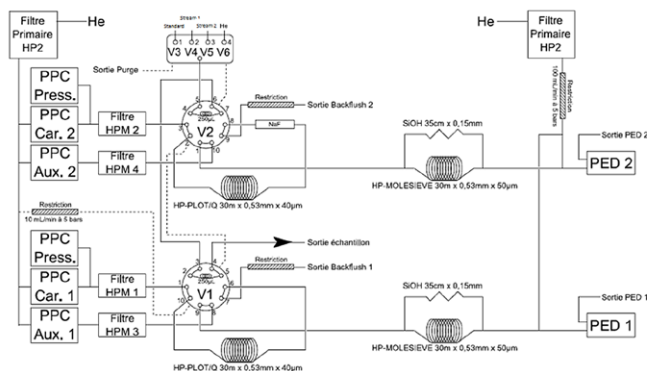 Filtre
Primaire
HP2
He
Stream 1
Stream 2
He
Standard
1
2
3
4
V3
V4
V5
V6
Sortie Purge
He
Filtre
Primaire
HP2
Restriction
100 mL/min à 5 bars
PPC
Press.
PPC
Car. 2
Filtre
HPM 2
PPC
Aux. 2
Filtre
HPM 4
250µL
V2
Restriction
Sortie Backflush 2
NaF
HP-PLOT/Q 30m x 0,53mm x 40µm
SiOH 35cm x 0,15mm
HP-MOLESIEVE 30m x 0,53mm x 50µm
Sortie PED 2
PED 2
Restriction
10 mL/min à 5 bars
Sortie échantillon
PPC
Press.
PPC
Car. 1
Filtre
HPM 1
PPC
Aux. 1
Filtre
HPM 3
250µL
V1
Restriction
Sortie Backflush 1
HP-PLOT/Q 30m x 0,53mm x 40µm
SiOH 35cm x 0,15mm
HP-MOLESIEVE 30m x 0,53mm x 50µm
Sortie PED 1
PED 1